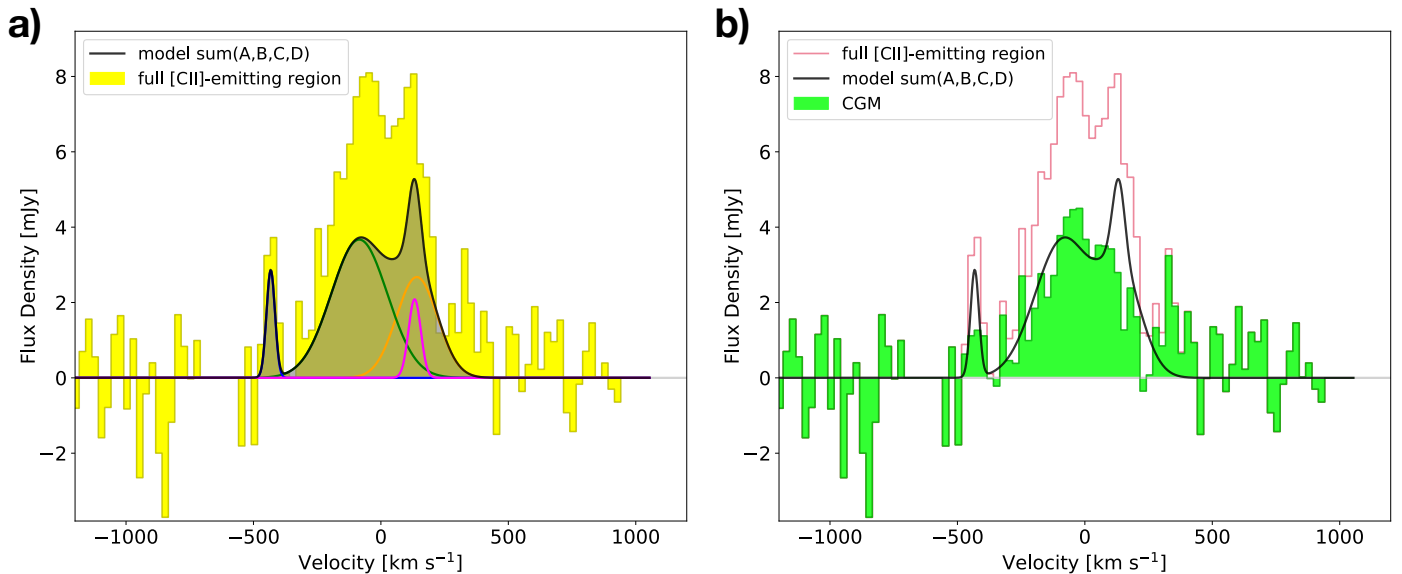 a)
model sum(A,B,C,D)
full [CII]-emitting region
8
6
4
2
0
−2
Flux Density [mJy]
−1000
−500
0
500
1000
Velocity [km s⁻¹]
b)
full [CII]-emitting region
model sum(A,B,C,D)
CGM
8
6
4
2
0
−2
Flux Density [mJy]
−1000
−500
0
500
1000
Velocity [km s⁻¹]